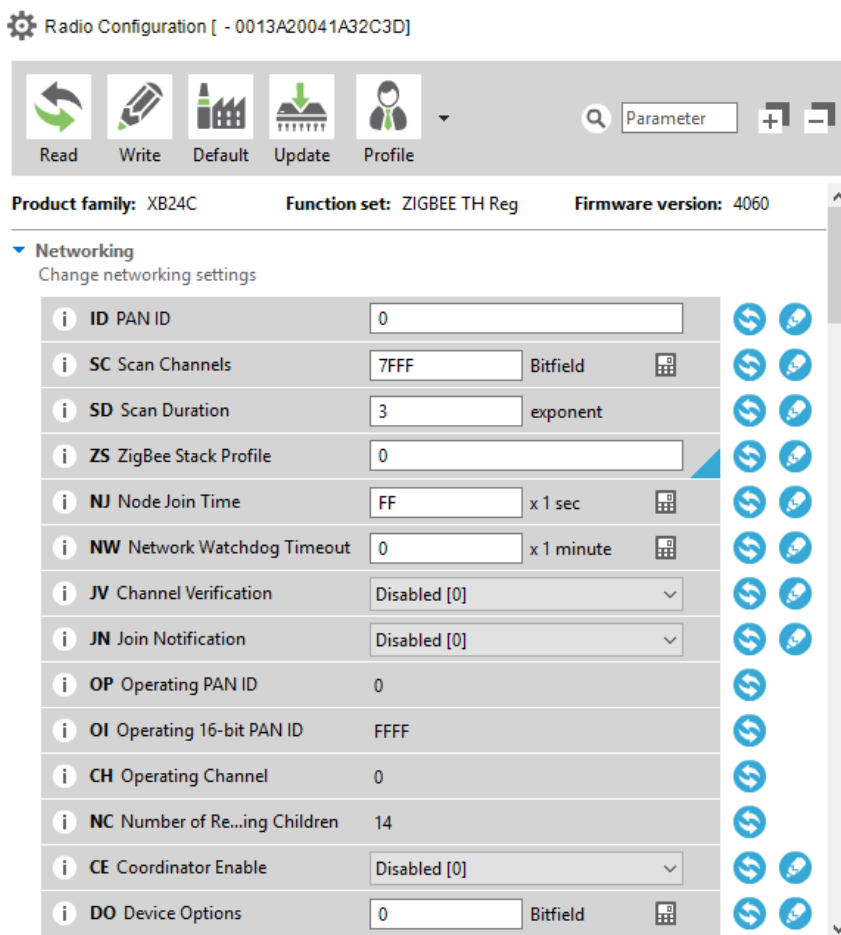 Radio Configuration [ - 0013A20041A32C3D]
Read Write Default Update Profile Parameter
Product family: XB24C Function set: ZIGBEE TH Reg Firmware version: 4060
Networking
Change networking settings
i ID PAN ID 0
i SC Scan Channels 7FFF Bitfield
i SD Scan Duration 3 exponent
i ZS ZigBee Stack Profile 0
i NJ Node Join Time FF x 1 sec
i NW Network Watchdog Timeout 0 x 1 minute
i JV Channel Verification Disabled [0]
i JN Join Notification Disabled [0]
i OP Operating PAN ID 0
i OI Operating 16-bit PAN ID FFFF
i CH Operating Channel 0
i NC Number of Re...ing Children 14
i CE Coordinator Enable Disabled [0]
i DO Device Options 0 Bitfield